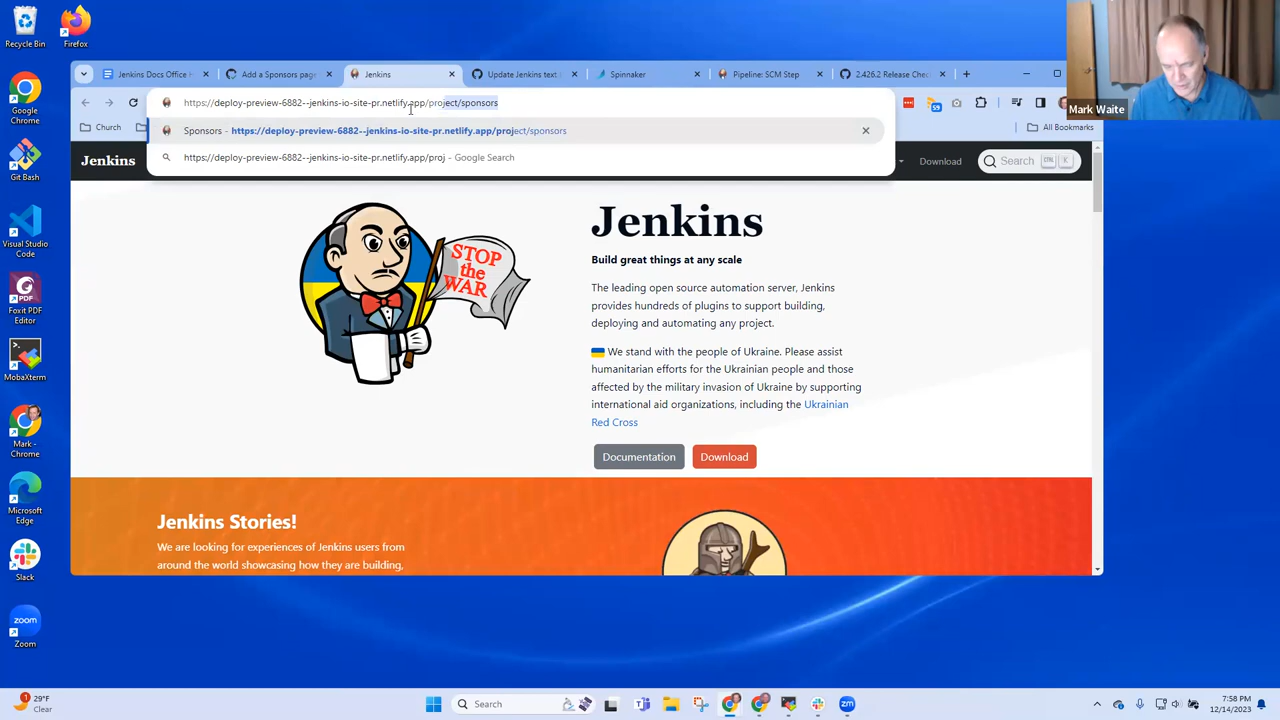 Recycle Bin
Firefox
Google Chrome
Git Bash
Visual Studio Code
Foxit PDF Editor
MobaXterm
Mark - Chrome
Microsoft Edge
Slack
Zoom
Jenkins Docs Office H
Add a Sponsors page
Jenkins
Update Jenkins text
Spinnaker
Pipeline: SCM Step
2.426.2 Release Check
https://deploy-preview-6882--jenkins-io-site-pr.netlify.app/project/sponsors
59
Church
All Bookmarks
Sponsors - https://deploy-preview-6882--jenkins-io-site-pr.netlify.app/project/sponsors
https://deploy-preview-6882--jenkins-io-site-pr.netlify.app/proj - Google Search
Jenkins
Download
Search
CTRL
K
STOP
the
WAR
Jenkins
Build great things at any scale
The leading open source automation server, Jenkins
provides hundreds of plugins to support building,
deploying and automating any project.
We stand with the people of Ukraine. Please assist
humanitarian efforts for the Ukrainian people and those
affected by the military invasion of Ukraine by supporting
international aid organizations, including the Ukrainian
Red Cross
Documentation
Download
Jenkins Stories!
We are looking for experiences of Jenkins users from
around the world showcasing how they are building,
Mark Waite
1
29°F
Clear
Search
7:58 PM
12/14/2023